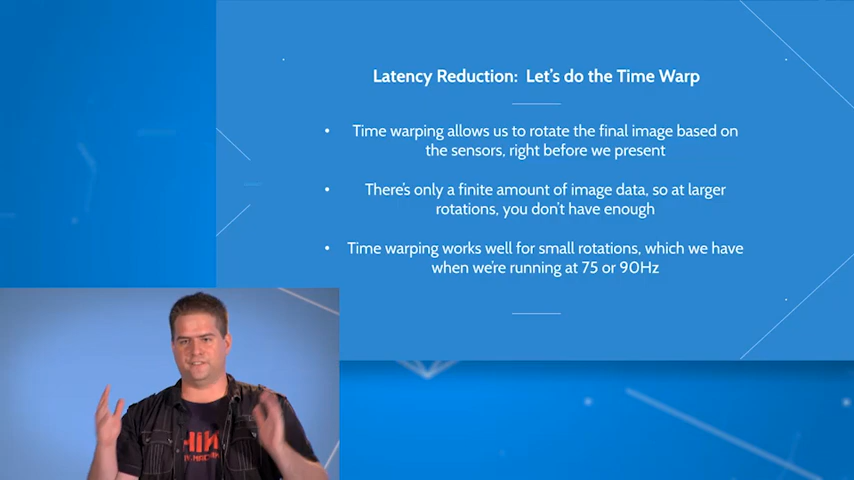 Latency Reduction:  Let's do the Time Warp
• Time warping allows us to rotate the final image based on
the sensors, right before we present
• There's only a finite amount of image data, so at larger
rotations, you don't have enough
• Time warping works well for small rotations, which we have
when we're running at 75 or 90Hz